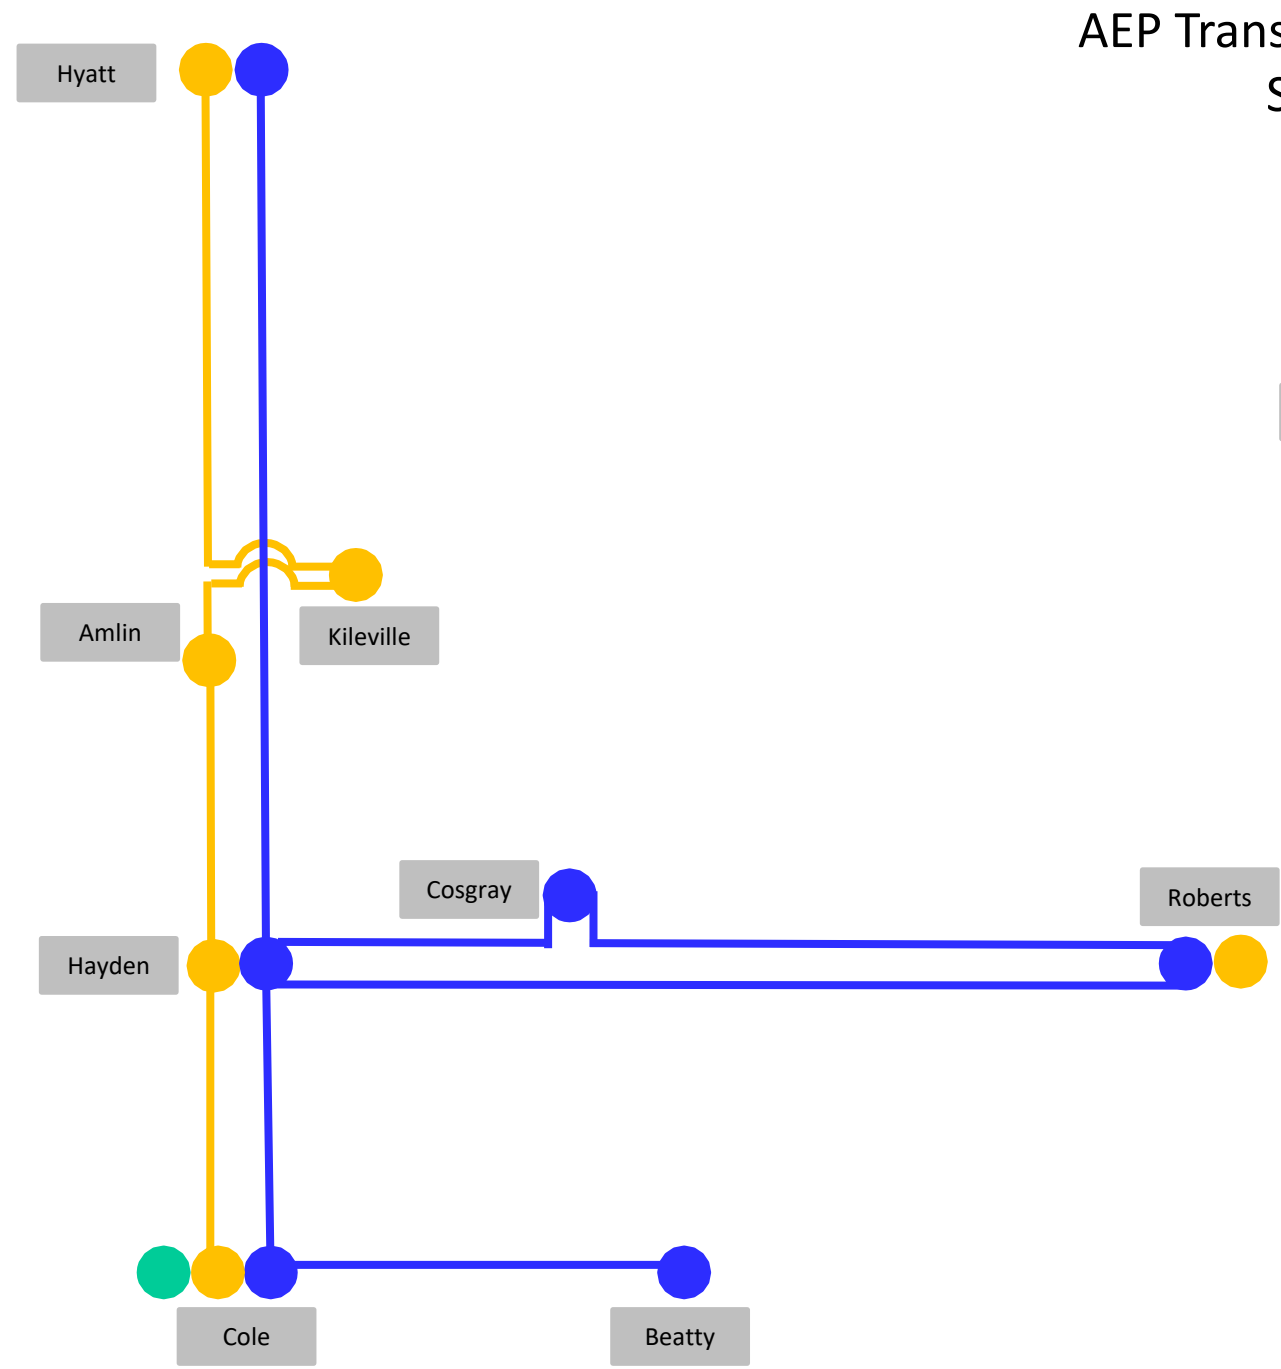 AEP Trans
S
Hyatt
Amlin
Kileville
Cosgray
Roberts
Hayden
Cole
Beatty